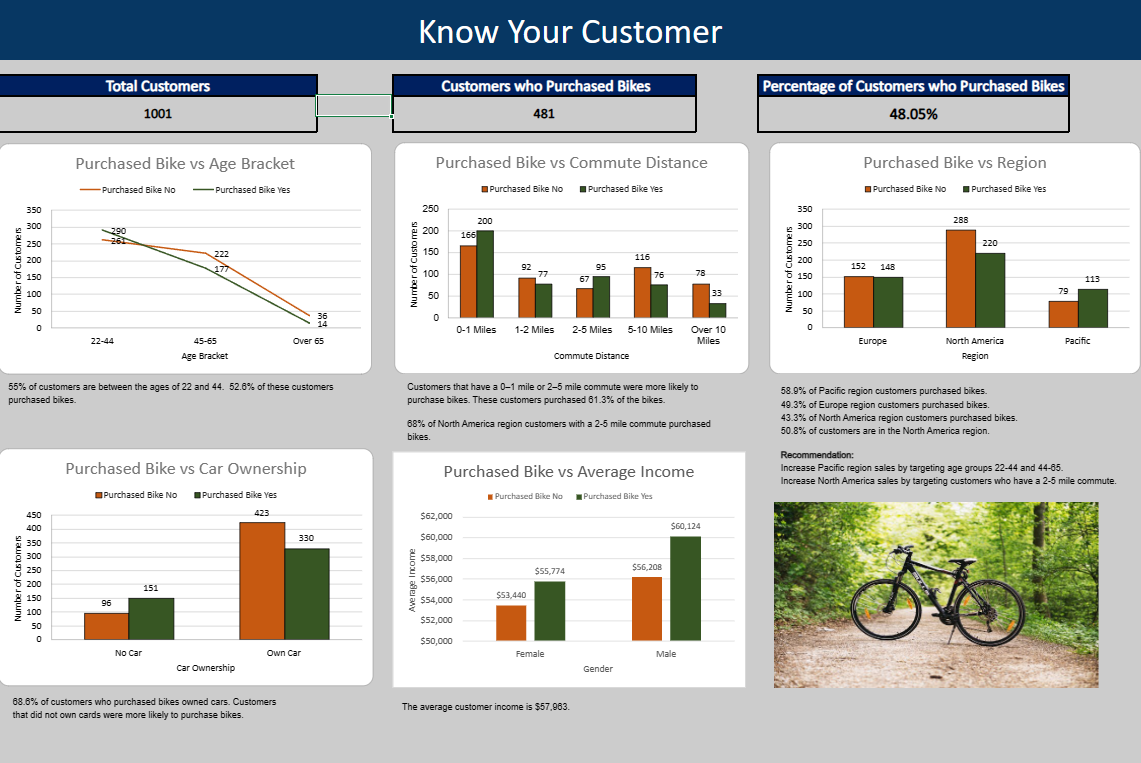 Know Your Customer
Total Customers
1001
Customers who Purchased Bikes
481
Percentage of Customers who Purchased Bikes
48.05%
Purchased Bike vs Age Bracket
Purchased Bike No Purchased Bike Yes
350
300
250
200
150
100
50
0
Number of Customers
290
261
222
177
36
14
22-44 45-65 Over 65
Age Bracket
55% of customers are between the ages of 22 and 44. 52.6% of these customers
purchased bikes.
Purchased Bike vs Commute Distance
Purchased Bike No Purchased Bike Yes
250
200
150
100
50
0
Number of Customers
166 200 92 77 67 95 116 76 78 33
0-1 Miles 1-2 Miles 2-5 Miles 5-10 Miles Over 10
Miles
Commute Distance
Customers that have a 0–1 mile or 2–5 mile commute were more likely to
purchase bikes. These customers purchased 61.3% of the bikes.
68% of North America region customers with a 2-5 mile commute purchased
bikes.
Purchased Bike vs Region
Purchased Bike No Purchased Bike Yes
350
300
250
200
150
100
50
0
Number of Customers
152 148 288 220 79 113
Europe North America Pacific
Region
58.9% of Pacific region customers purchased bikes.
49.3% of Europe region customers purchased bikes.
43.3% of North America region customers purchased bikes.
50.8% of customers are in the North America region.
Recommendation:
Increase Pacific region sales by targeting age groups 22-44 and 44-65.
Increase North America sales by targeting customers who have a 2-5 mile commute.
Purchased Bike vs Car Ownership
Purchased Bike No Purchased Bike Yes
450
400
350
300
250
200
150
100
50
0
Number of Customers
96 151 423 330
No Car Own Car
Car Ownership
68.6% of customers who purchased bikes owned cars. Customers
that did not own cards were more likely to purchase bikes.
Purchased Bike vs Average Income
Purchased Bike No Purchased Bike Yes
$62,000
$60,000
$58,000
$56,000
$54,000
$52,000
$50,000
Average Income
$53,440 $55,774 $56,208 $60,124
Female Male
Gender
The average customer income is $57,963.